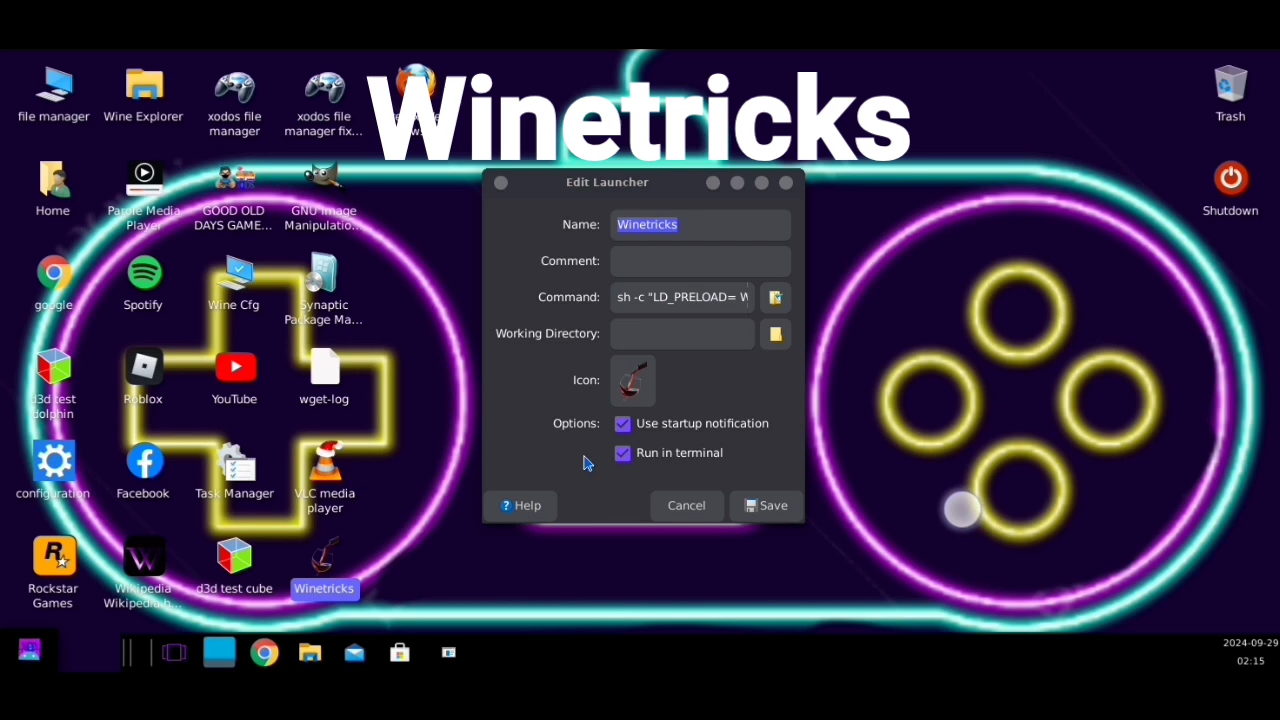 Winetricks
file manager
Wine Explorer
xodos file
manager
xodos file
manager fix...
Trash
Home
Parole Media
Player
GOOD OLD
DAYS GAME...
GNU Image
Manipulatio...
Shutdown
google
Spotify
Wine Cfg
Synaptic
Package Ma...
d3d test
dolphin
Roblox
YouTube
wget-log
configuration
Facebook
Task Manager
VLC media
player
Rockstar
Games
Wikipedia
Wikipedia h...
d3d test cube
Winetricks
Edit Launcher
Name: Winetricks
Comment:
Command: sh -c "LD_PRELOAD= W
Working Directory:
Icon:
Options: Use startup notification
Run in terminal
Help Cancel Save
2024-09-29
02:15